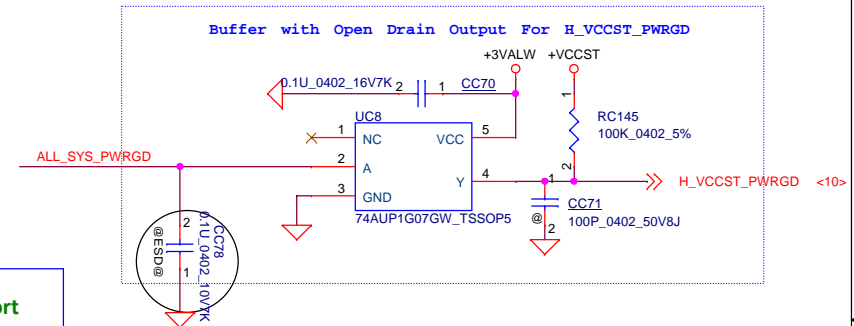 Buffer with Open Drain Output For H_VCCST_PWRGD
+3VALW +VCCST
0.1U_0402_16V7K 2 1 CC70
1
UC8
RC145
100K_0402_5%
1 NC VCC 5
2
ALL_SYS_PWRGD 2 A
Y 4
H_VCCST_PWRGD <10>
3 GND
1 CC71
74AUP1G07GW_TSSOP5
@ 2 100P_0402_50V8J
2
1
@ESD@
0.1U_0402_10V7K
CC78
rt